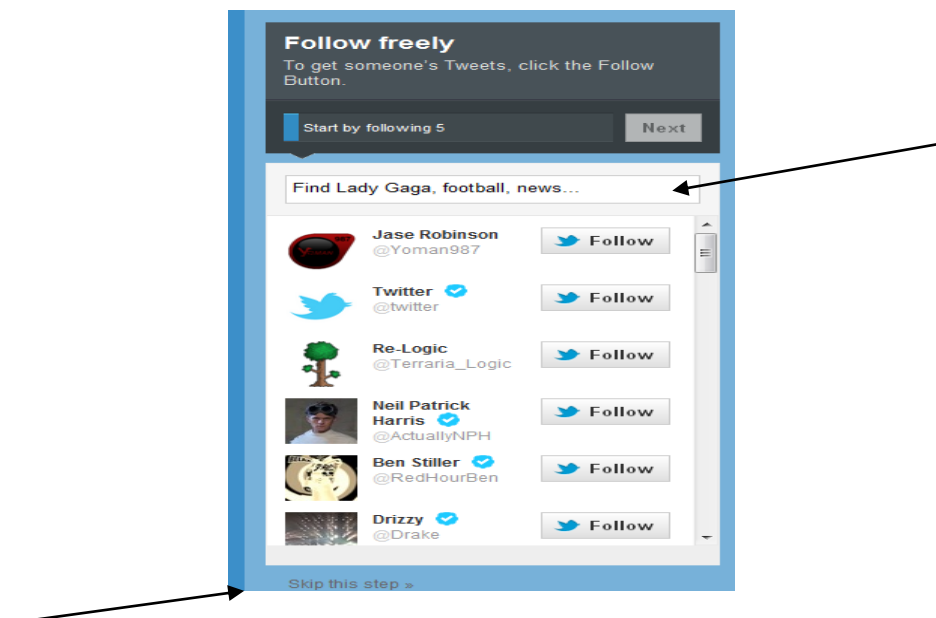 Follow freely
To get someone's Tweets, click the Follow
Button.
Start by following 5
Next
Find Lady Gaga, football, news...
Jase Robinson
@Yoman987
Follow
Twitter
@twitter
Follow
Re-Logic
@Terraria_Logic
Follow
Neil Patrick
Harris
@ActuallyNPH
Follow
Ben Stiller
@RedHourBen
Follow
Drizzy
@Drake
Follow
Skip this step »